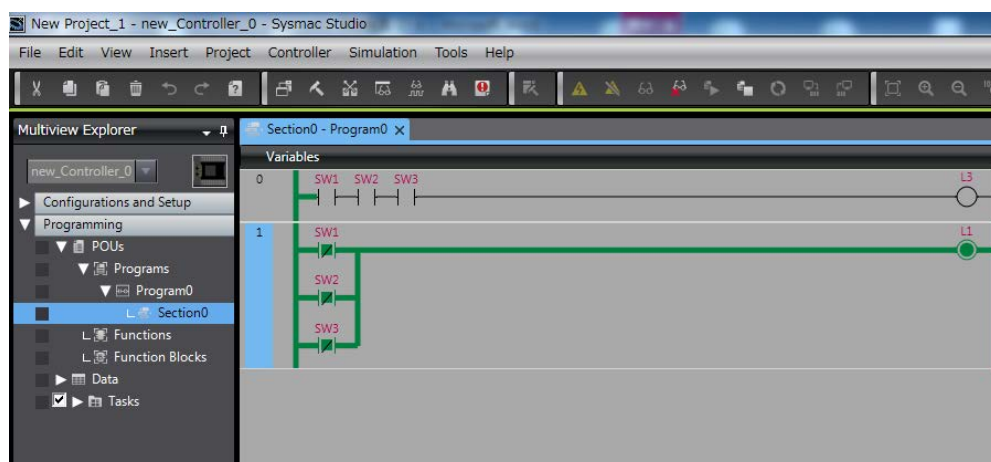 New Project_1 - new_Controller_0 - Sysmac Studio
File Edit View Insert Project Controller Simulation Tools Help
Multiview Explorer
new_Controller_0
Configurations and Setup
Programming
POUs
Programs
Program0
Section0
Functions
Function Blocks
Data
Tasks
Section0 - Program0
Variables
0 SW1 SW2 SW3 L3
1 SW1 L1
SW2
SW3